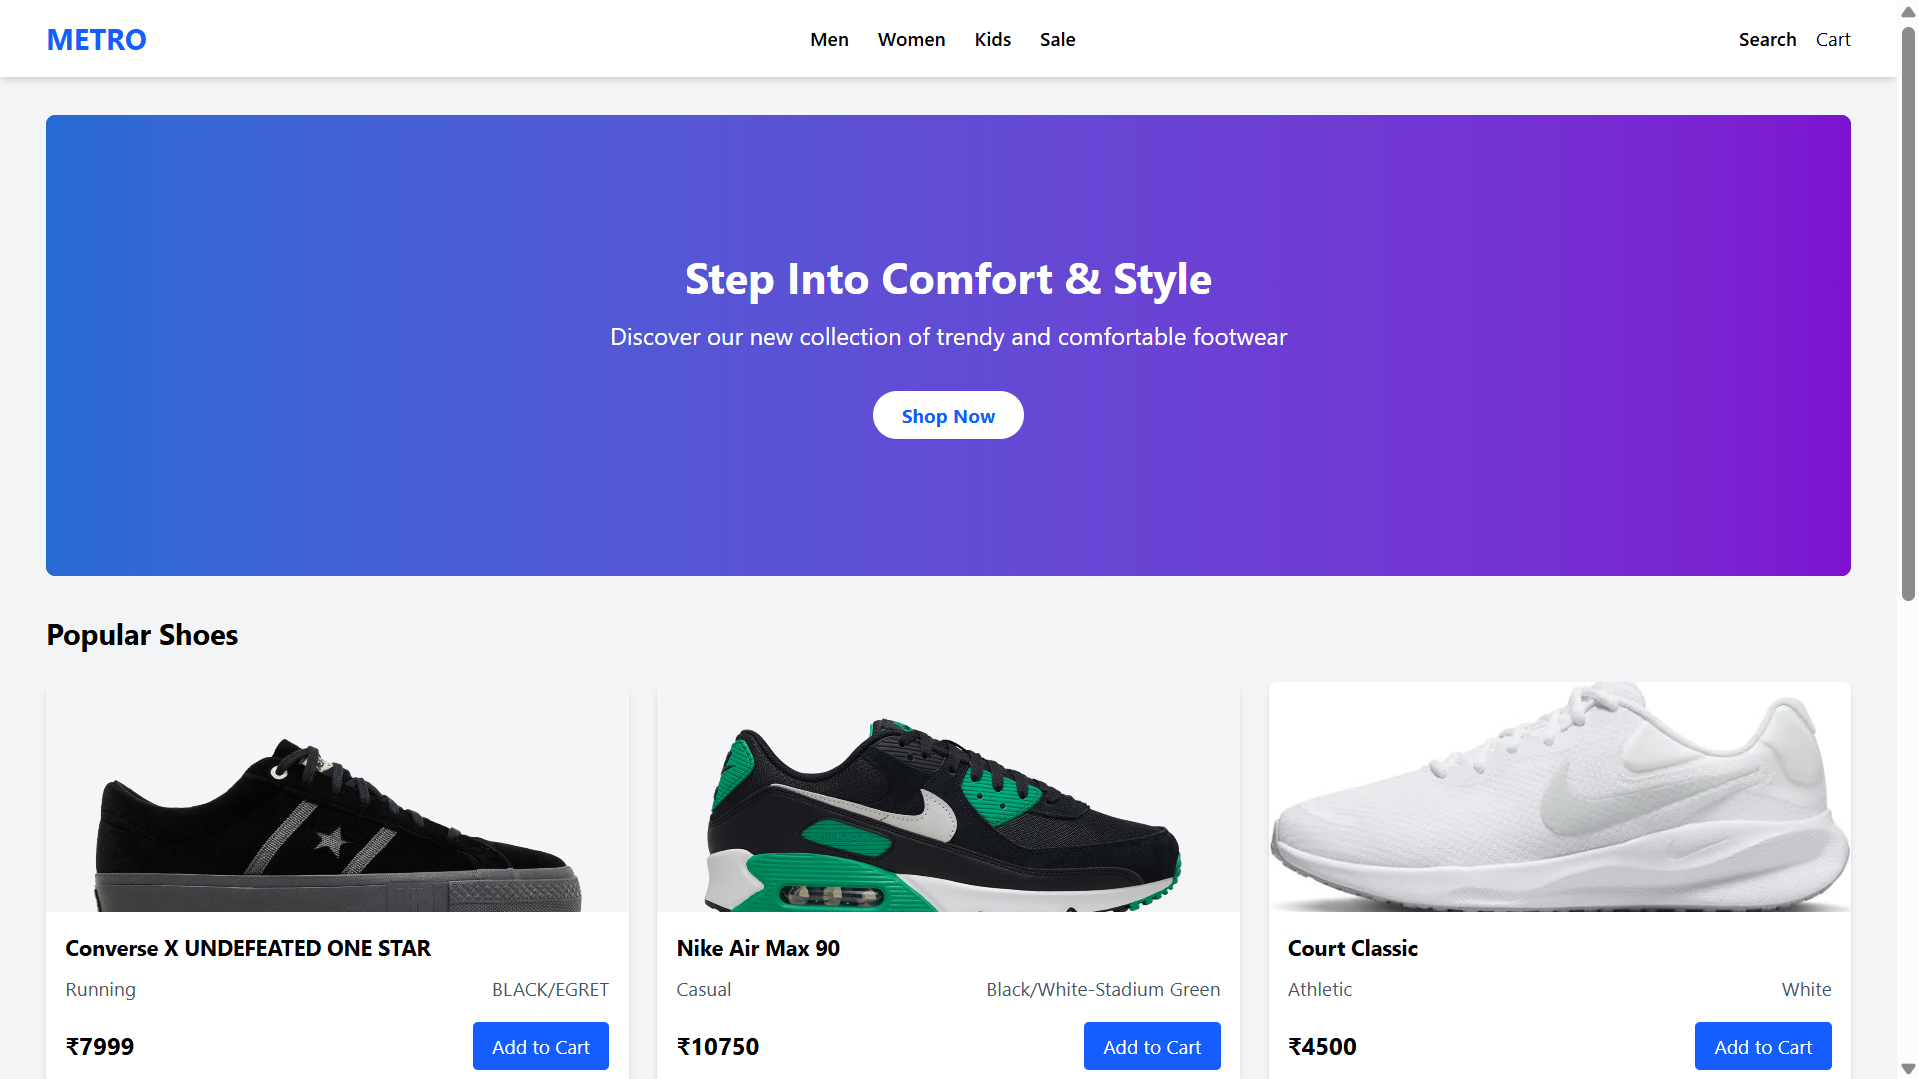 METRO
Men Women Kids Sale
Search Cart
Step Into Comfort & Style
Discover our new collection of trendy and comfortable footwear
Shop Now
Popular Shoes
Converse X UNDEFEATED ONE STAR
Running BLACK/EGRET
₹7999 Add to Cart
Nike Air Max 90
Casual Black/White-Stadium Green
₹10750 Add to Cart
Court Classic
Athletic White
₹4500 Add to Cart